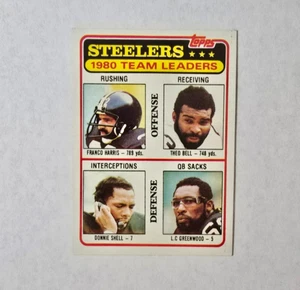 topps
STEELERS
1980 TEAM LEADERS
RUSHING
RECEIVING
OFFENSE
FRANCO HARRIS - 789 yds.
THEO BELL - 748 yds.
INTERCEPTIONS
QB SACKS
DEFENSE
DONNIE SHELL - 7
L.C. GREENWOOD - 5